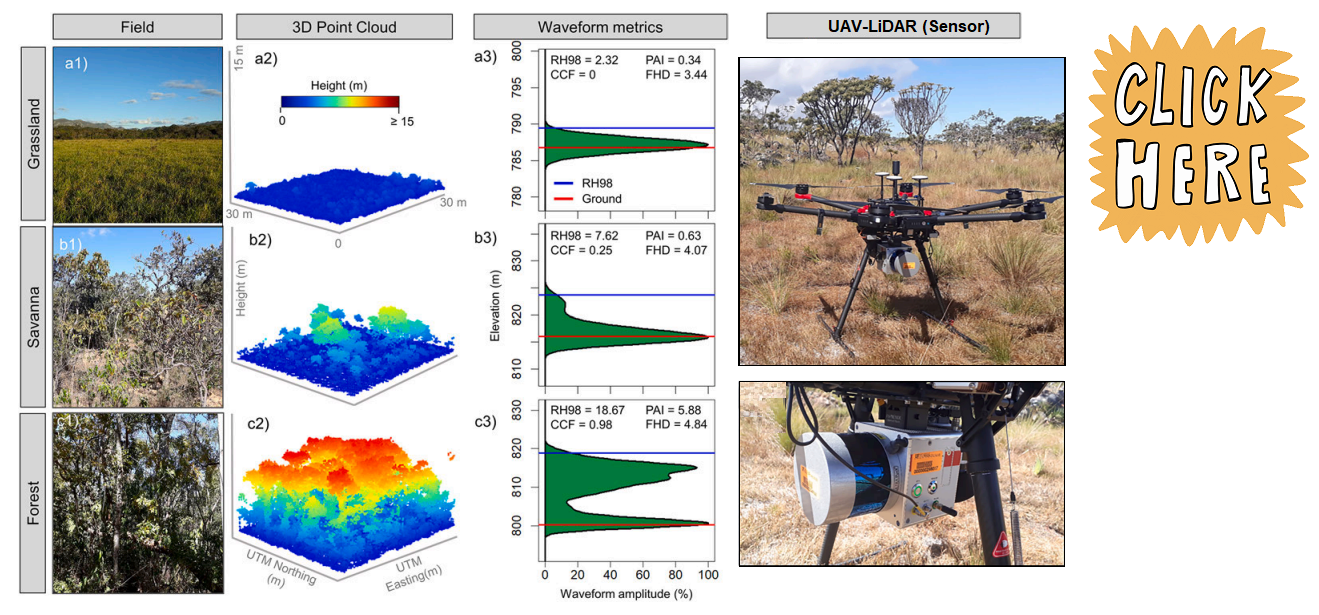 Field
3D Point Cloud
Waveform metrics
UAV-LiDAR (Sensor)
CLICK
HERE
Grassland
a1)
15 m
a2)
Height (m)
0
≥ 15
30 m
30 m
0
a3)
800
795
790
785
780
RH98 = 2.32
PAI = 0.34
CCF = 0
FHD = 3.44
RH98
Ground
Savanna
b1)
b2)
Height (m)
b3)
Elevation (m)
830
820
810
RH98 = 7.62
PAI = 0.63
CCF = 0.25
FHD = 4.07
Forest
c1)
c2)
UTM Northing
(m)
UTM
Easting(m)
c3)
830
820
810
800
RH98 = 18.67
PAI = 5.88
CCF = 0.98
FHD = 4.84
0 20 40 60 80 100
Waveform amplitude (%)